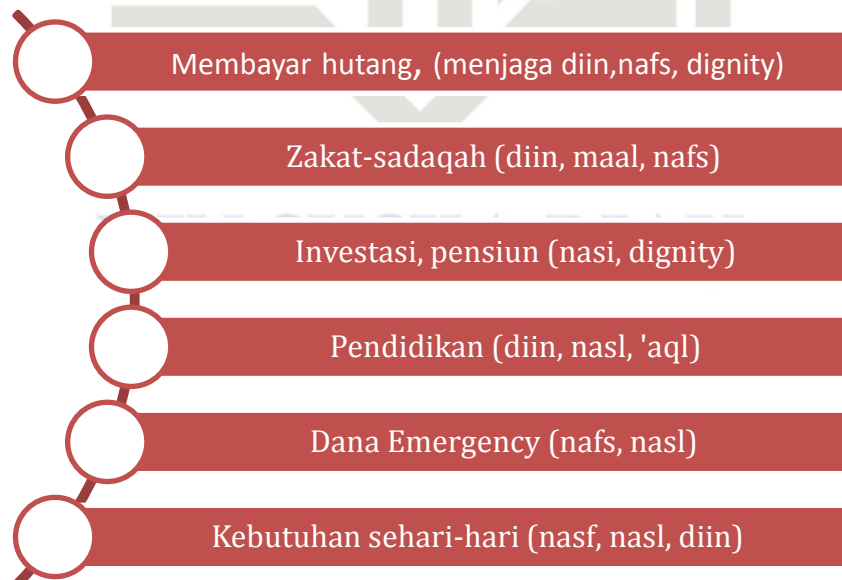 Membayar hutang, (menjaga diin,nafs, dignity)
Zakat-sadaqah (diin, maal, nafs)
Investasi, pensiun (nasi, dignity)
Pendidikan (diin, nasl, 'aql)
Dana Emergency (nafs, nasl)
Kebutuhan sehari-hari (nasf, nasl, diin)